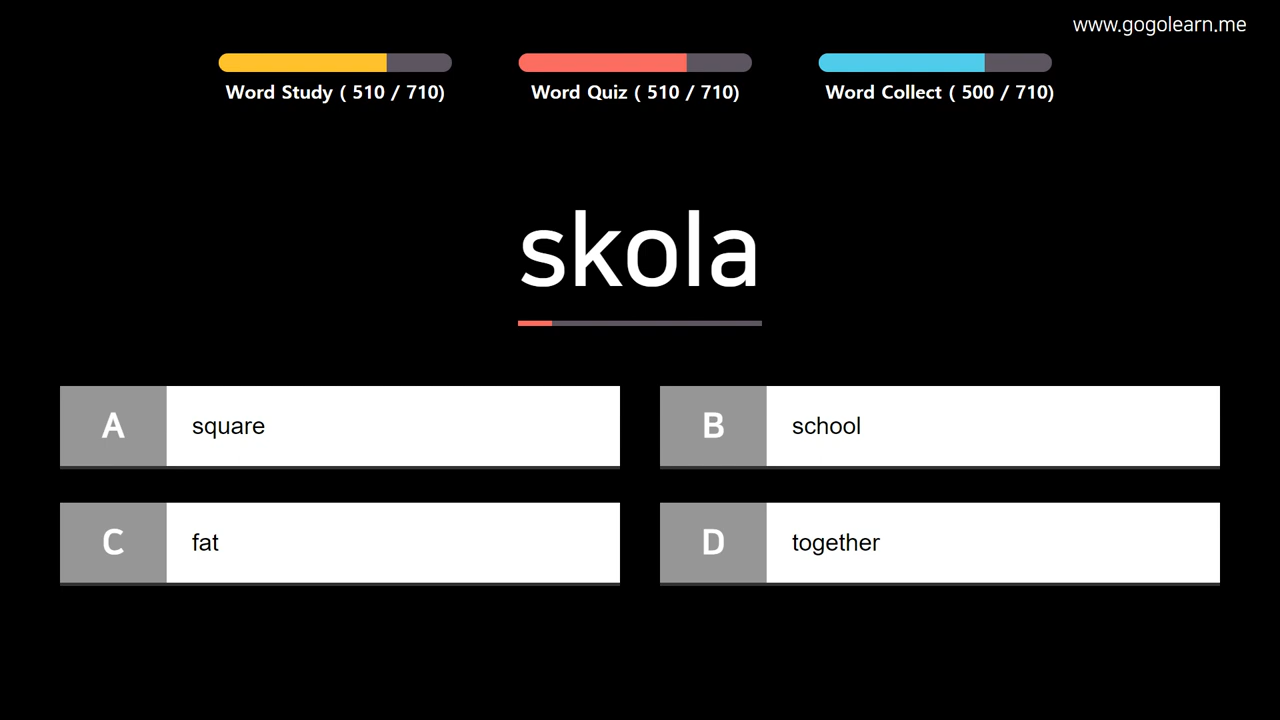 www.gogolearn.me
Word Study ( 510 / 710)
Word Quiz ( 510 / 710)
Word Collect ( 500 / 710)
skola
A square
B school
C fat
D together